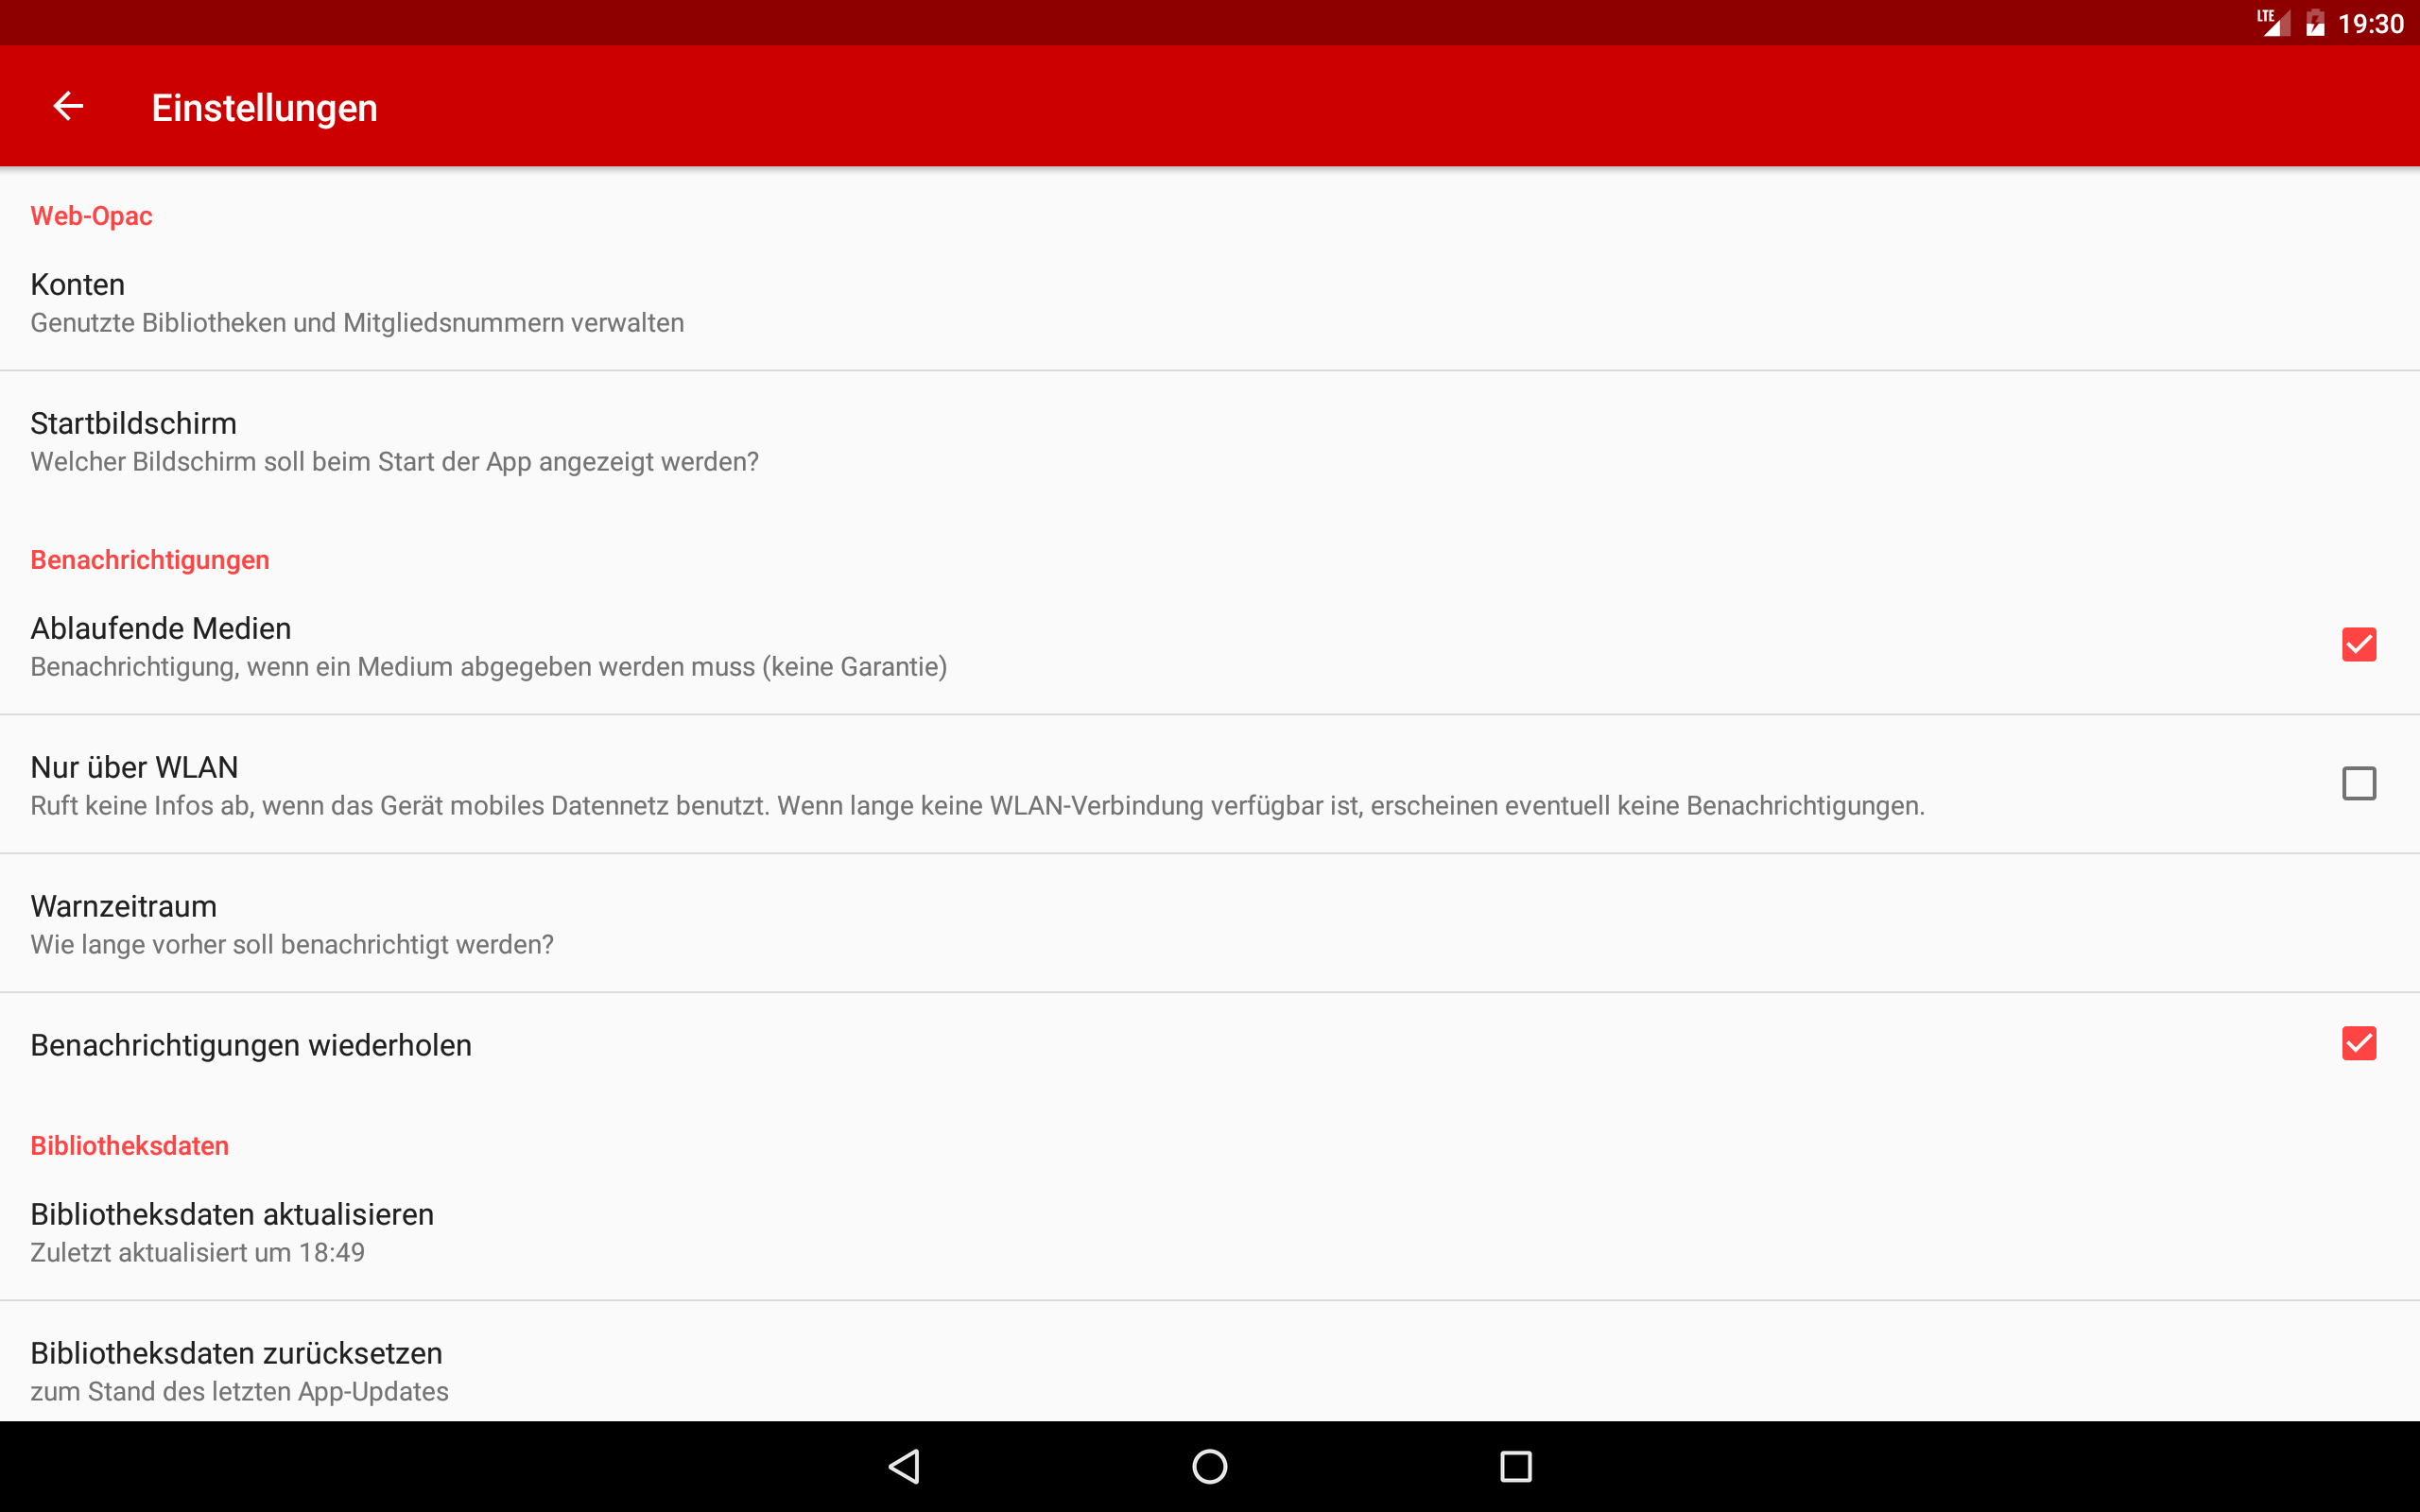 LTE 19:30
Einstellungen
Web-Opac
Konten
Genutzte Bibliotheken und Mitgliedsnummern verwalten
Startbildschirm
Welcher Bildschirm soll beim Start der App angezeigt werden?
Benachrichtigungen
Ablaufende Medien
Benachrichtigung, wenn ein Medium abgegeben werden muss (keine Garantie)
Nur über WLAN
Ruft keine Infos ab, wenn das Gerät mobiles Datennetz benutzt. Wenn lange keine WLAN-Verbindung verfügbar ist, erscheinen eventuell keine Benachrichtigungen.
Warnzeitraum
Wie lange vorher soll benachrichtigt werden?
Benachrichtigungen wiederholen
Bibliotheksdaten
Bibliotheksdaten aktualisieren
Zuletzt aktualisiert um 18:49
Bibliotheksdaten zurücksetzen
zum Stand des letzten App-Updates